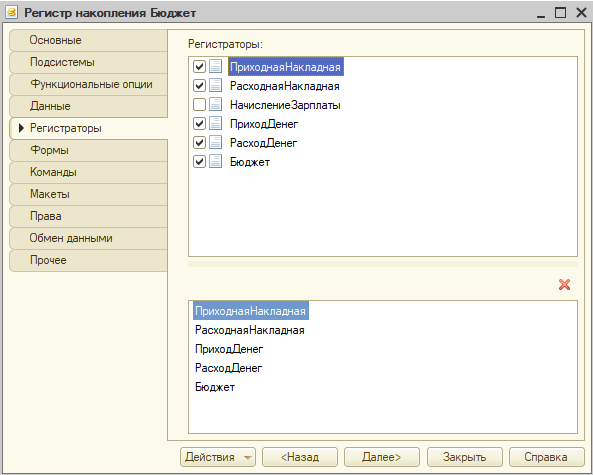 Регистр накопления Бюджет
Основные
Подсистемы
Функциональные опции
Данные
Регистраторы
Формы
Команды
Макеты
Права
Обмен данными
Прочее
Регистраторы:
ПриходнаяНакладная
РасходнаяНакладная
НачислениеЗарплаты
ПриходДенег
РасходДенег
Бюджет
ПриходнаяНакладная
РасходнаяНакладная
ПриходДенег
РасходДенег
Бюджет
Действия <Назад Далее> Закрыть Справка